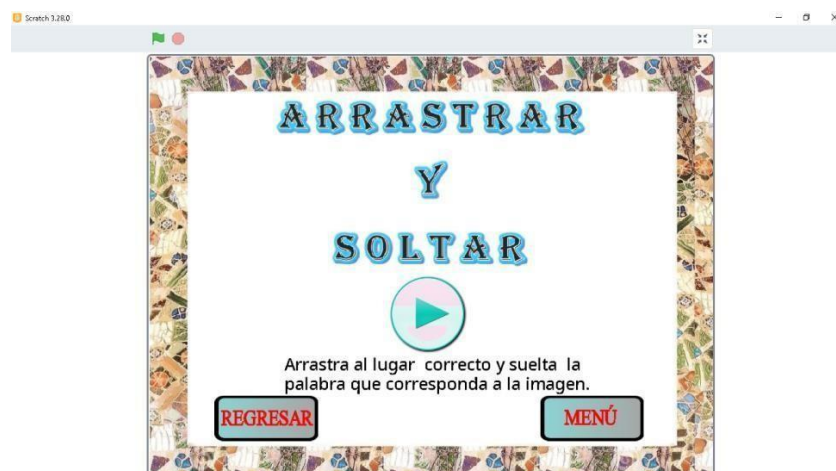 Scratch 3.28.0
ARRASTRAR
Y
SOLTAR
Arrastra al lugar correcto y suelta la
palabra que corresponda a la imagen.
REGRESAR
MENÚ